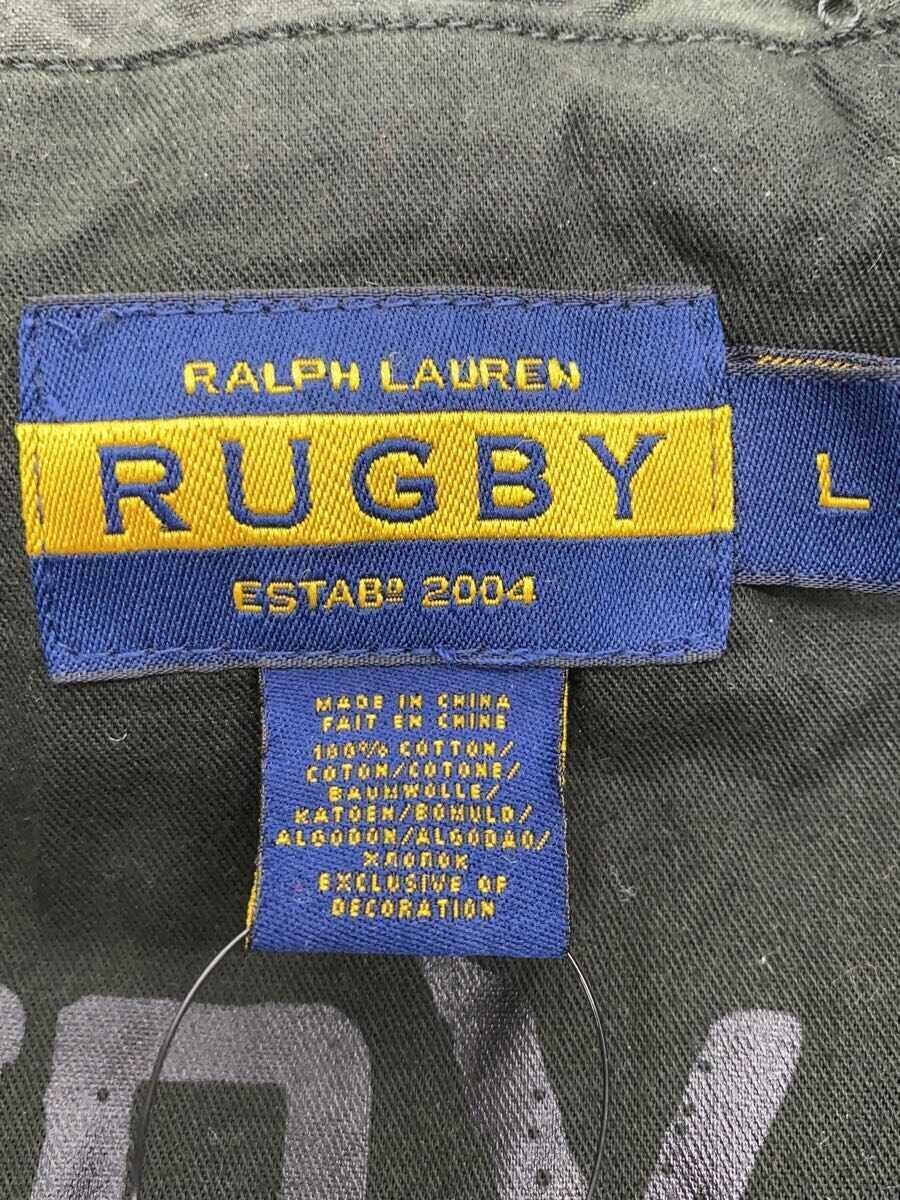 RALPH LAUREN
RUGBY
L
ESTABD 2004
MADE IN CHINA
FAIT EN CHINE
100% COTTON/
COTON/COTONE/
BAUMWOLLE/
KATOEN/BOMULD/
ALGODON/ALGODAO/
ХЛОПОК
EXCLUSIVE OF
DECORATION